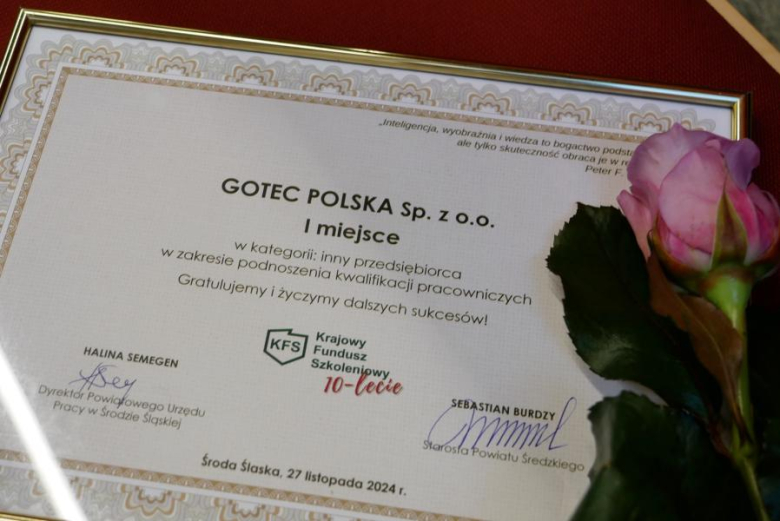 „Inteligencja, wyobraźnia i wiedza to bogactwo podsta
ale tylko skuteczność obraca je w re
Peter F.
GOTEC POLSKA Sp. z o.o.
I miejsce
w kategorii: inny przedsiębiorca
w zakresie podnoszenia kwalifikacji pracowniczych
Gratulujemy i życzymy dalszych sukcesów!
KFS
Krajowy
Fundusz
Szkoleniowy
10-lecie
HALINA SEMEGEN
Dyrektor Powiatowego Urzędu
Pracy w Środzie Śląskiej
SEBASTIAN BURDZY
Starosta Powiatu Średzkiego
Środa Śląska, 27 listopada 2024 r.